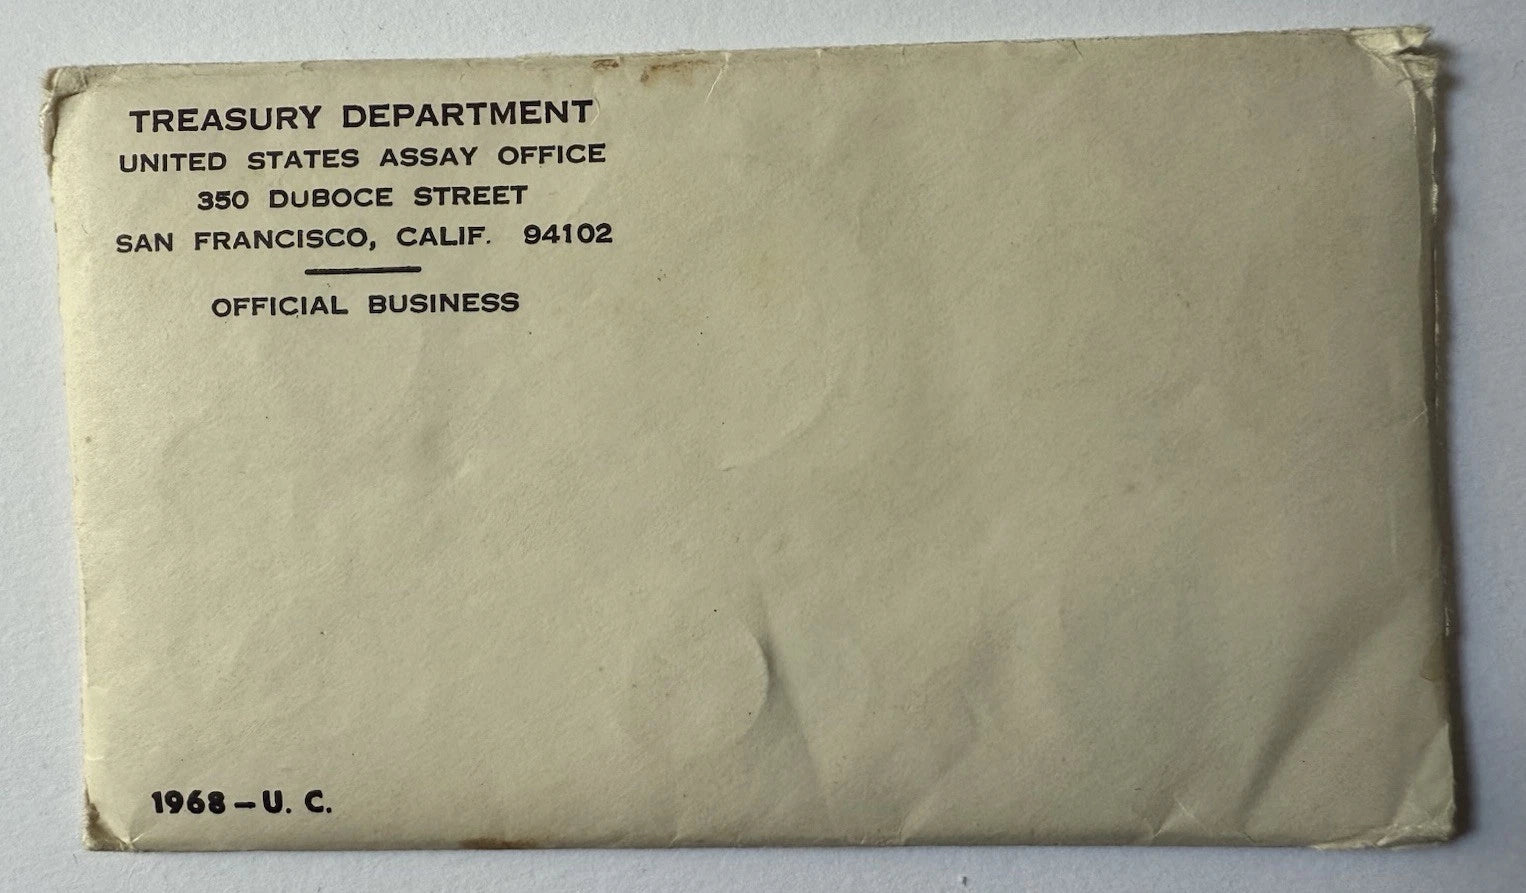 TREASURY DEPARTMENT
UNITED STATES ASSAY OFFICE
350 DUBOCE STREET
SAN FRANCISCO, CALIF. 94102
OFFICIAL BUSINESS
1968 – U. C.